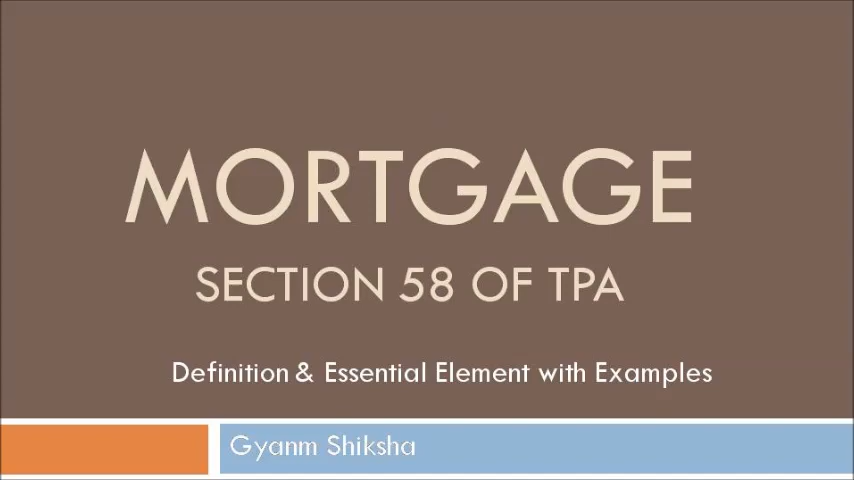 MORTGAGE
SECTION 58 OF TPA
Definition & Essential Element with Examples
Gyanm Shiksha